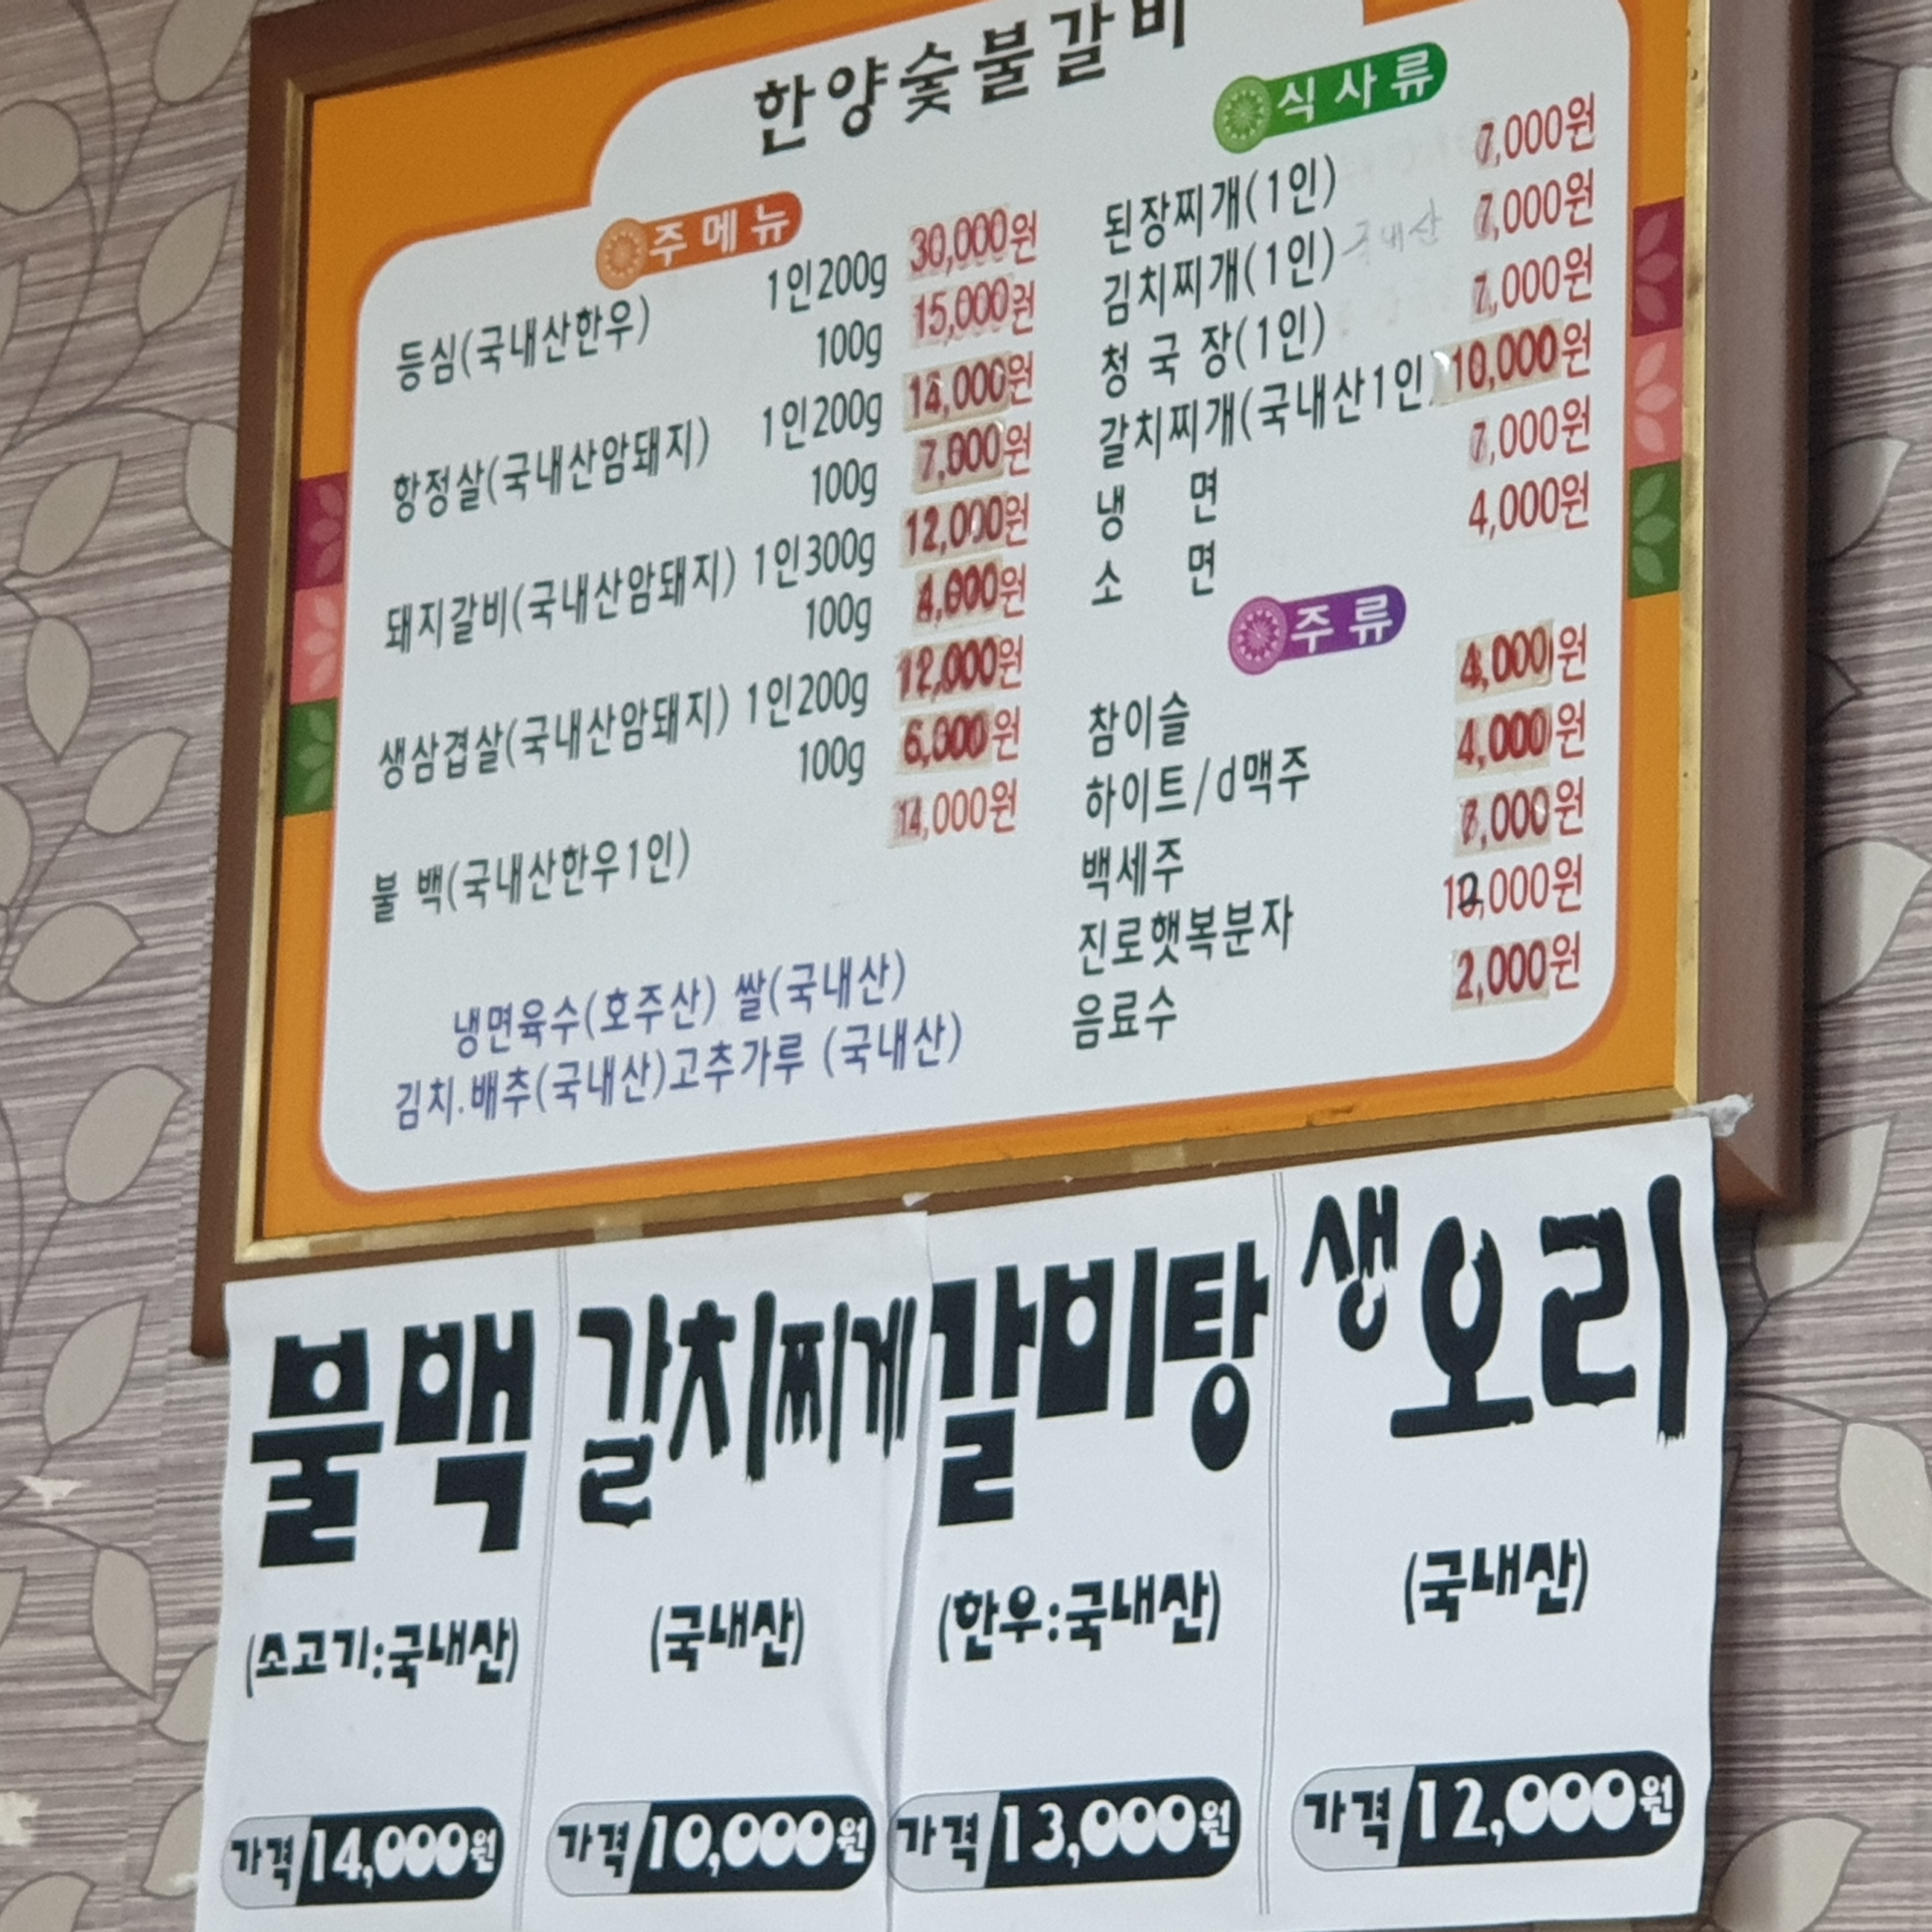 한양숯불갈비
주메뉴
등심(국내산한우) 1인200g 30,000원
100g 15,000원
항정살(국내산암돼지) 1인200g 14,000원
100g 7,000원
돼지갈비(국내산암돼지) 1인300g 12,000원
100g 4,000원
생삼겹살(국내산암돼지) 1인200g 12,000원
100g 6,000원
불 백(국내산한우1인) 14,000원
냉면육수(호주산) 쌀(국내산)
김치.배추(국내산)고추가루 (국내산)
식사류
된장찌개(1인) 7,000원
김치찌개(1인) 국내산 7,000원
청 국 장(1인) 7,000원
갈치찌개(국내산1인) 10,000원
냉 면 7,000원
소 면 4,000원
주류
참이슬 4,000원
하이트/d맥주 4,000원
백세주 ,000원
진로햇복분자 12,000원
음료수 2,000원
불백
(소고기:국내산)
가격 14,000원
갈치찌게
(국내산)
가격 10,000원
갈비탕
(한우:국내산)
가격 13,000원
생오리
(국내산)
가격 12,000원